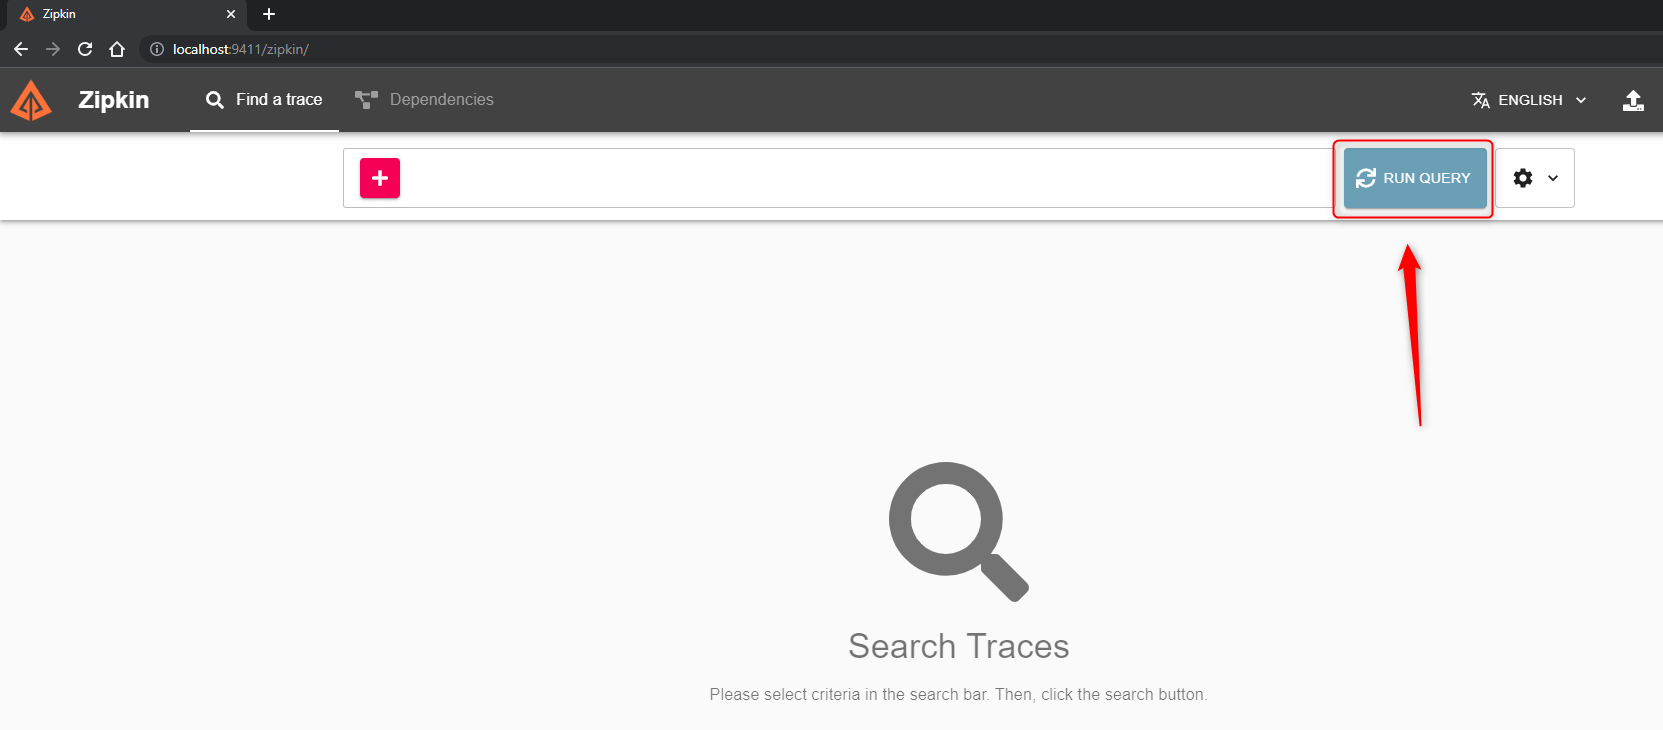 Zipkin
localhost:9411/zipkin/
Zipkin Find a trace Dependencies ENGLISH
RUN QUERY
Search Traces
Please select criteria in the search bar. Then, click the search button.